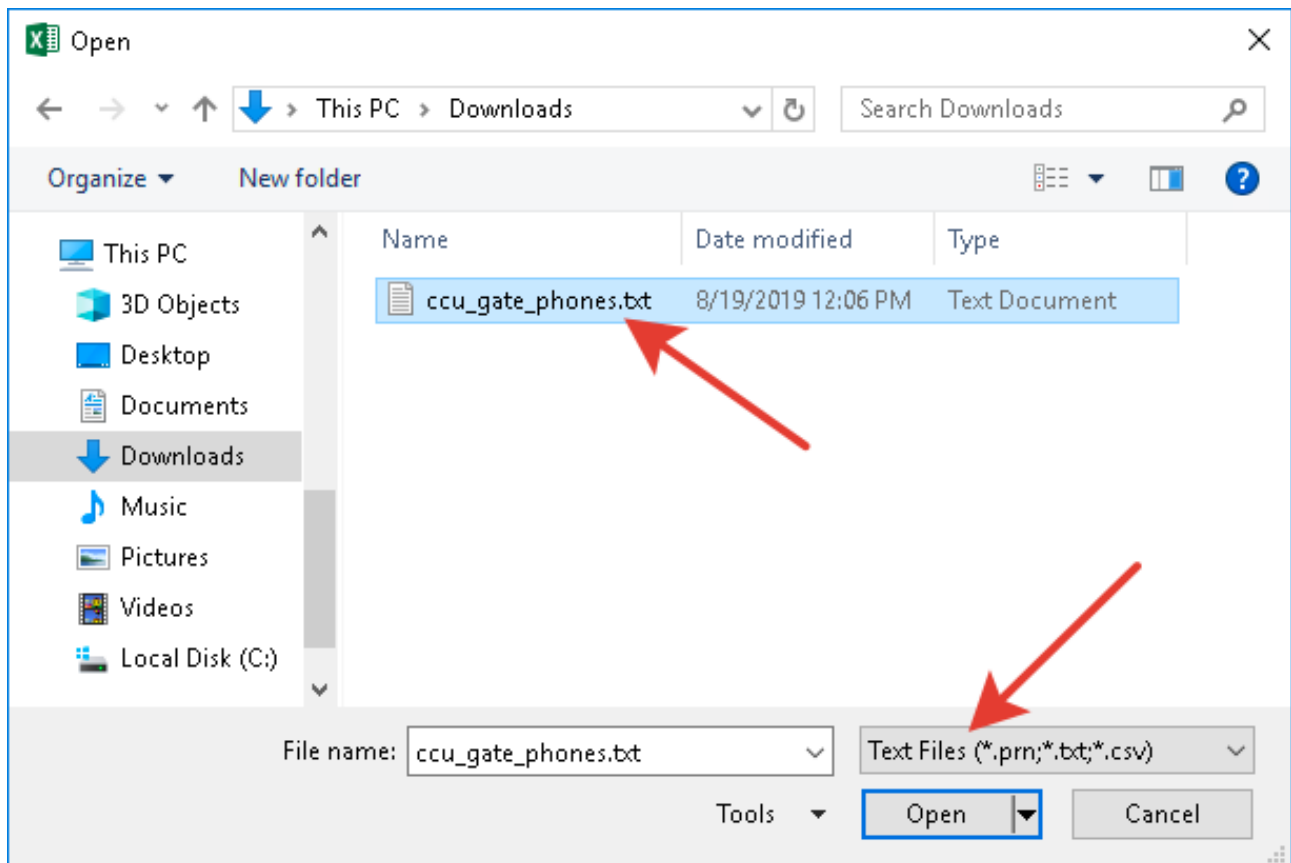 Open
This PC > Downloads
Search Downloads
Organize
New folder
Name
Date modified
Type
This PC
3D Objects
Desktop
Documents
Downloads
Music
Pictures
Videos
Local Disk (C:)
ccu_gate_phones.txt
8/19/2019 12:06 PM
Text Document
File name:
ccu_gate_phones.txt
Text Files (*.prn;*.txt;*.csv)
Tools
Open
Cancel